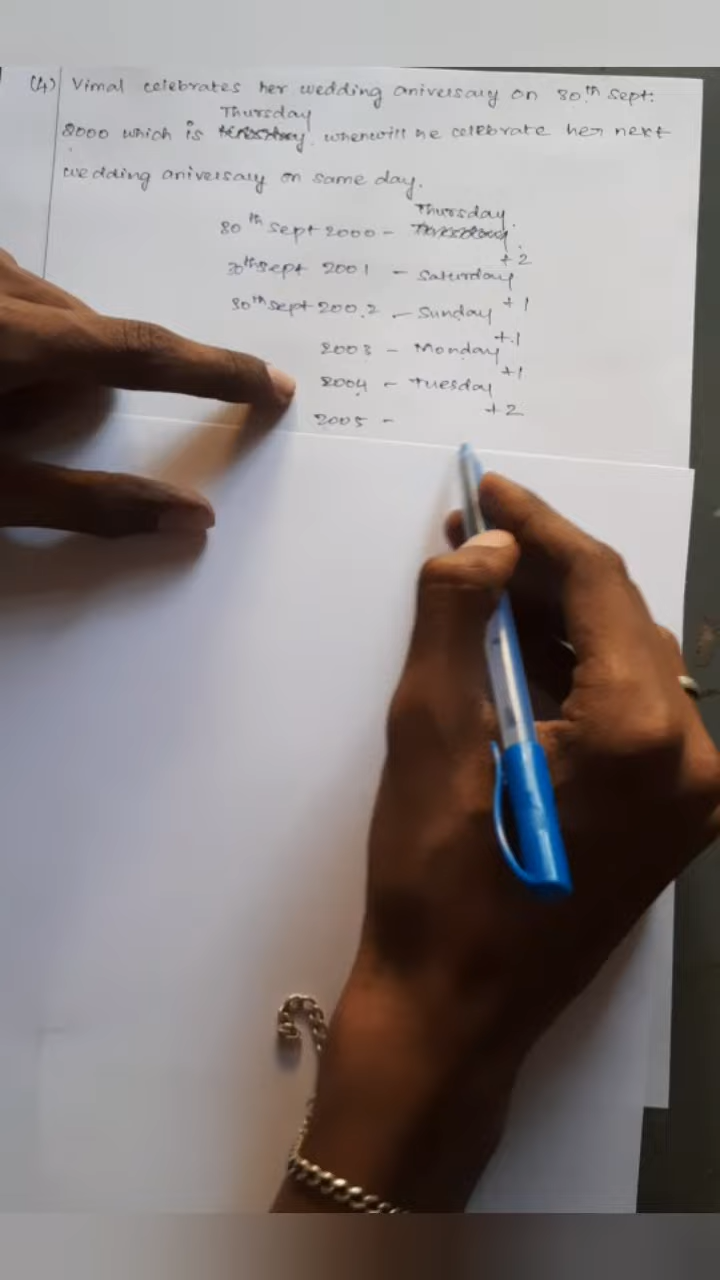 (4) Vimal celebrates her wedding aniversary on 30th Sept.
Thursday
2000 which is when will he celebrate her next
wedding aniversary on same day.
Thursday
30th Sept 2000 -
+2
30th Sept 2001 - Saturday
+1
30th Sept 2002 - Sunday
+1
2003 - Monday
+1
2004 - Tuesday
+2
2005 -